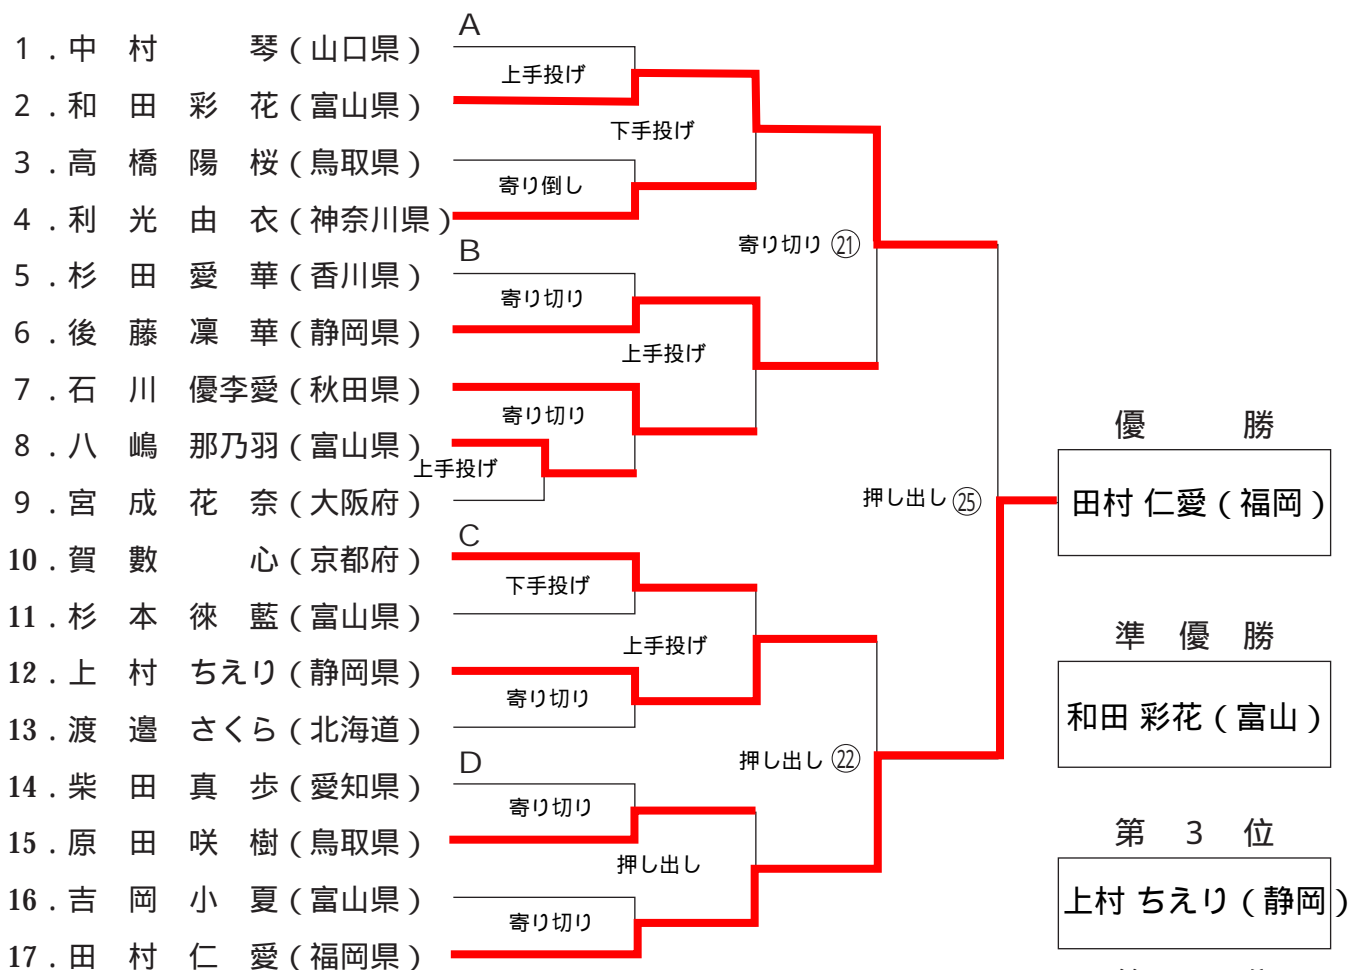 A
1．中　村　　　琴（山口県）
上手投げ
2．和　田　彩　花（富山県）
下手投げ
3．高　橋　陽　桜（鳥取県）
寄り倒し
4．利　光　由　衣（神奈川県）
寄り切り ㉑
B
5．杉　田　愛　華（香川県）
寄り切り
6．後　藤　凜　華（静岡県）
上手投げ
7．石　川　優李愛（秋田県）
寄り切り
8．八　嶋　那乃羽（富山県）
上手投げ
9．宮　成　花　奈（大阪府）
押し出し ㉕
優　　勝
田村 仁愛（福岡）
C
10．賀　數　　　心（京都府）
下手投げ
11．杉　本　徠　藍（富山県）
上手投げ
準　優　勝
12．上　村　ちえり（静岡県）
寄り切り
和田 彩花（富山）
13．渡　邉　さくら（北海道）
押し出し ㉒
D
14．柴　田　真　歩（愛知県）
寄り切り
第　3　位
15．原　田　咲　樹（鳥取県）
押し出し
16．吉　岡　小　夏（富山県）
上村 ちえり（静岡）
寄り切り
17．田　村　仁　愛（福岡県）